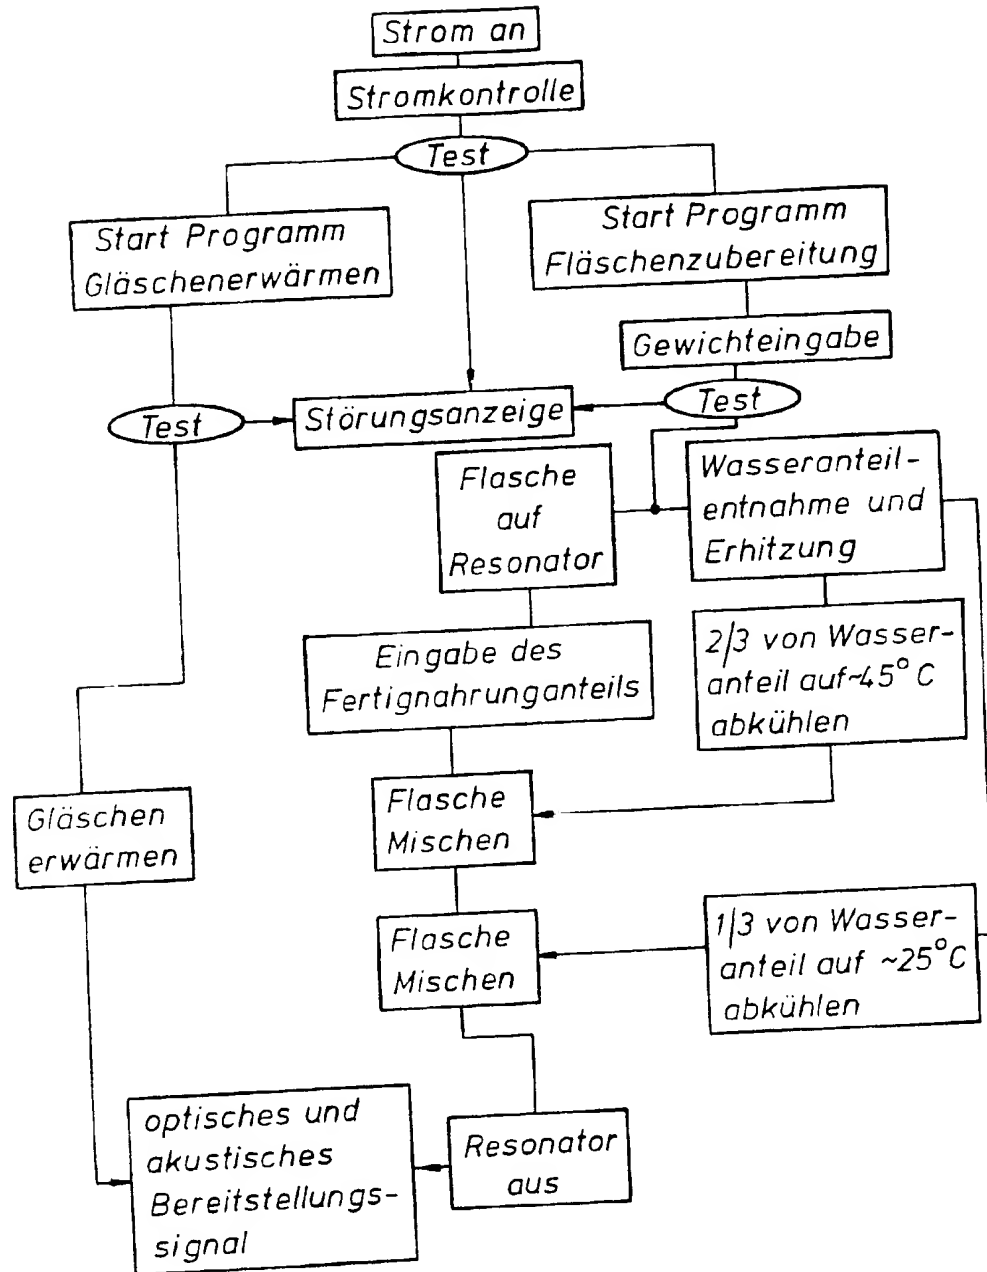 Strom an
Stromkontrolle
Test
Start Programm
Gläschenerwärmen
Start Programm
Fläschenzubereitung
Gewichteingabe
Test
Störungsanzeige
Test
Flasche
auf
Resonator
Wasseranteil-
entnahme und
Erhitzung
Eingabe des
Fertignahrunganteils
2/3 von Wasser-
anteil auf ~45°C
abkühlen
Gläschen
erwärmen
Flasche
Mischen
Flasche
Mischen
1/3 von Wasser-
anteil auf ~25°C
abkühlen
optisches und
akustisches
Bereitstellungs-
signal
Resonator
aus